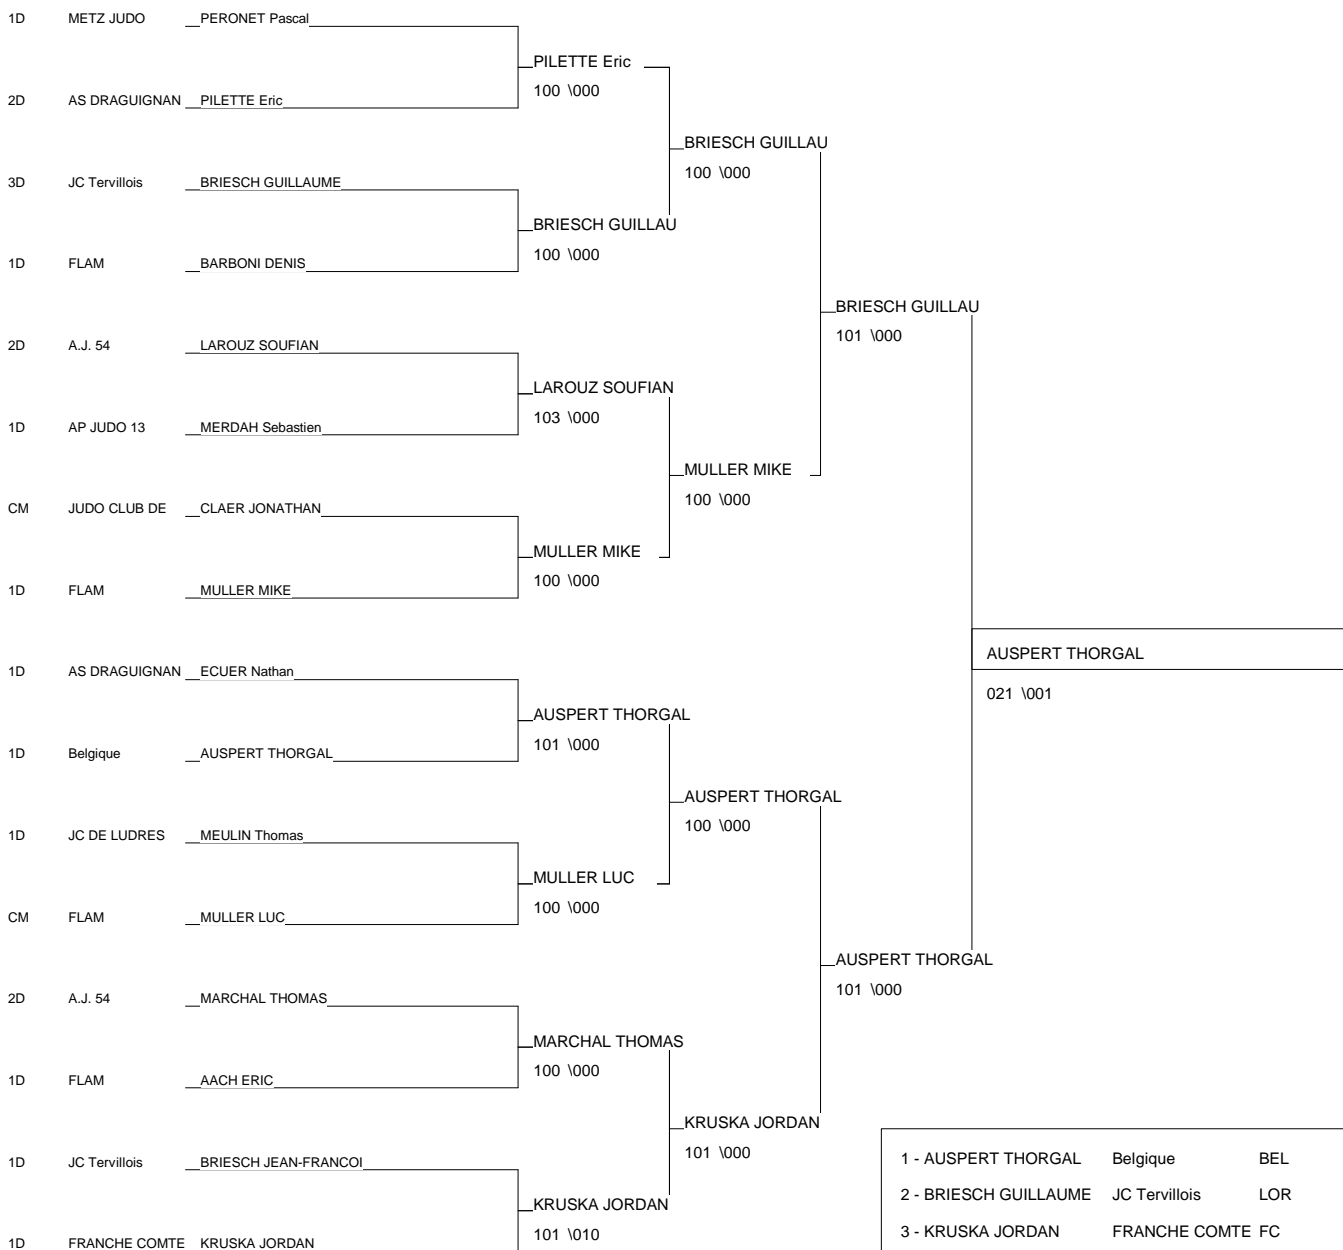 1D METZ JUDO PERONET Pascal
PILETTE Eric
100 \000
2D AS DRAGUIGNAN PILETTE Eric
BRIESCH GUILLAU
100 \000
3D JC Tervillois BRIESCH GUILLAUME
BRIESCH GUILLAU
100 \000
1D FLAM BARBONI DENIS
BRIESCH GUILLAU
101 \000
2D A.J. 54 LAROUZ SOUFIAN
LAROUZ SOUFIAN
103 \000
1D AP JUDO 13 MERDAH Sebastien
MULLER MIKE
100 \000
CM JUDO CLUB DE CLAER JONATHAN
MULLER MIKE
100 \000
1D FLAM MULLER MIKE
AUSPERT THORGAL
021 \001
1D AS DRAGUIGNAN ECUER Nathan
AUSPERT THORGAL
101 \000
1D Belgique AUSPERT THORGAL
AUSPERT THORGAL
100 \000
1D JC DE LUDRES MEULIN Thomas
MULLER LUC
100 \000
CM FLAM MULLER LUC
AUSPERT THORGAL
101 \000
2D A.J. 54 MARCHAL THOMAS
MARCHAL THOMAS
100 \000
1D FLAM AACH ERIC
KRUSKA JORDAN
101 \000
1D JC Tervillois BRIESCH JEAN-FRANCOI
KRUSKA JORDAN
101 \010
1D FRANCHE COMTE KRUSKA JORDAN
1 - AUSPERT THORGAL Belgique BEL
2 - BRIESCH GUILLAUME JC Tervillois LOR
3 - KRUSKA JORDAN FRANCHE COMTE FC